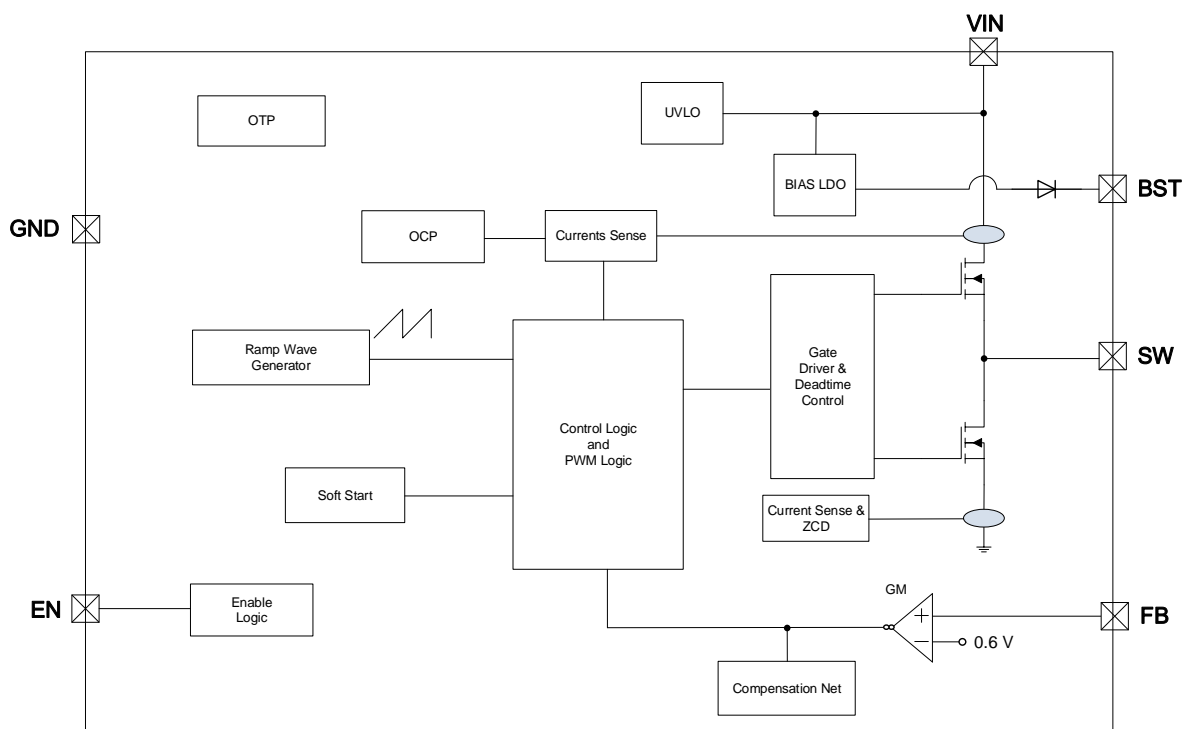 VIN
OTP
UVLO
BIAS LDO
BST
GND
OCP
Currents Sense
Ramp Wave
Generator
Gate
Driver &
Deadtime
Control
SW
Control Logic
and
PWM Logic
Soft Start
Current Sense &
ZCD
EN
Enable
Logic
GM
+
FB
−
0.6 V
Compensation Net